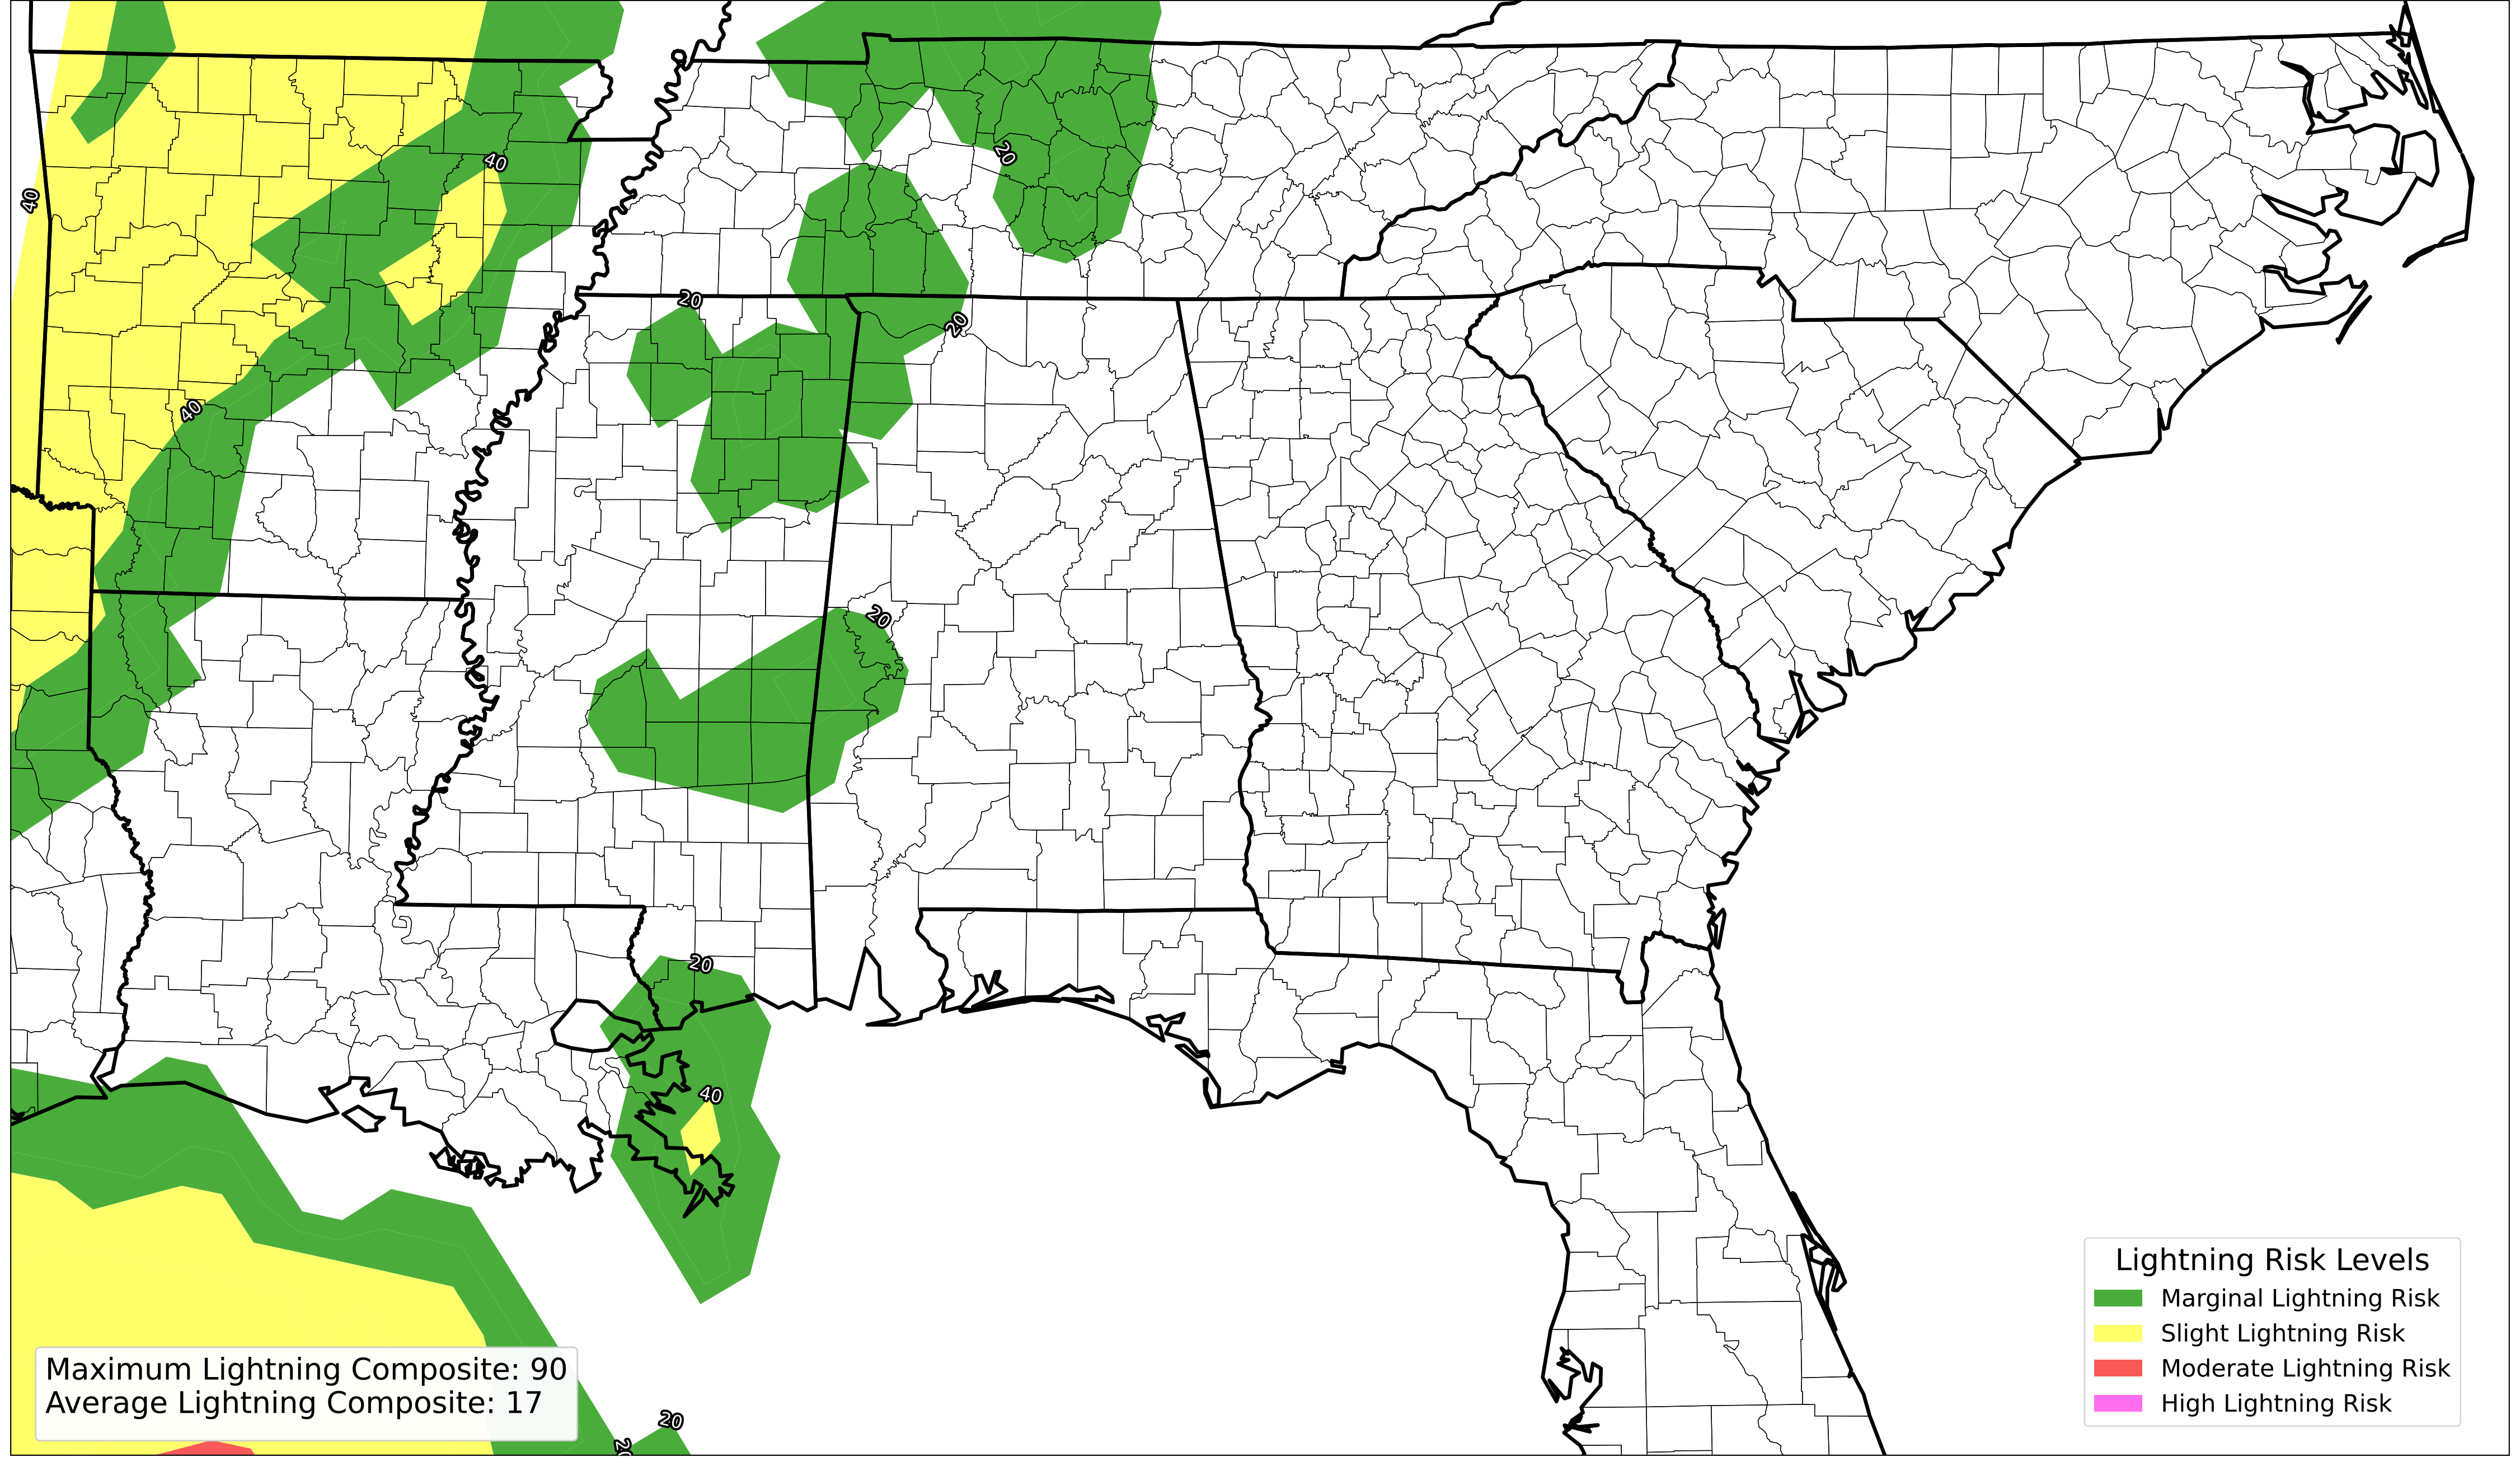 20
40
40
20
20
40
20
20
40
20
20
Maximum Lightning Composite: 90
Average Lightning Composite: 17
Lightning Risk Levels
Marginal Lightning Risk
Slight Lightning Risk
Moderate Lightning Risk
High Lightning Risk